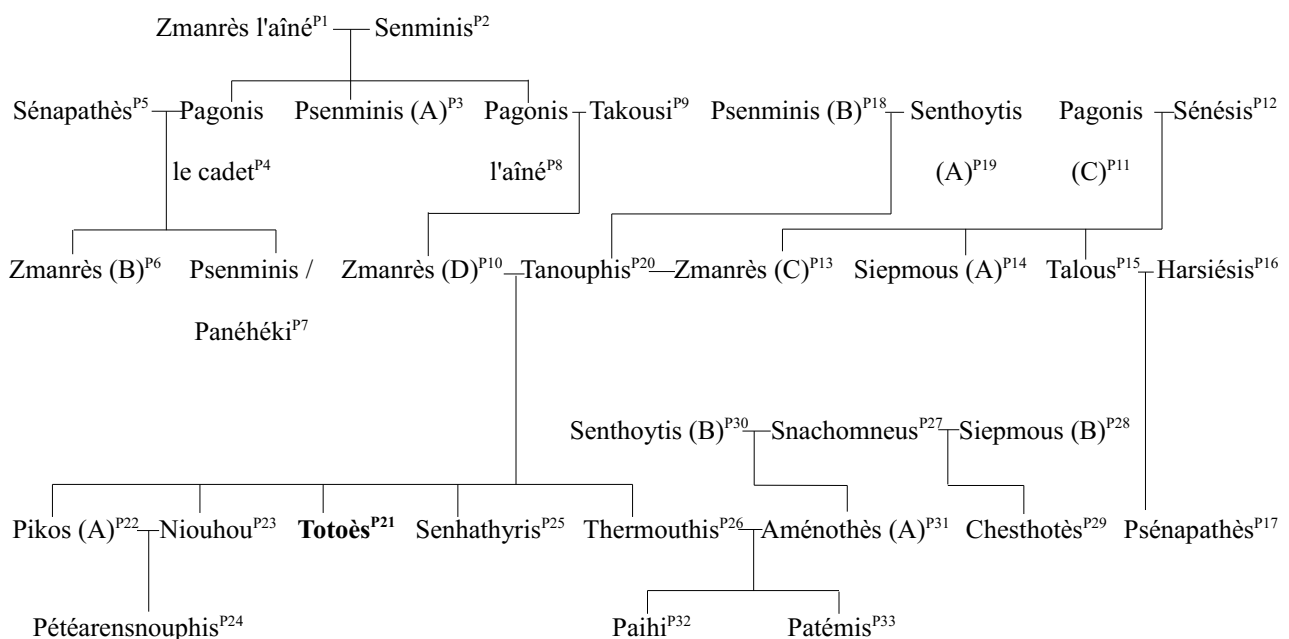 Zmanrès l'aîné^P1 Senminis^P2
Sénapathès^P5 Pagonis Psenminis (A)^P3 Pagonis Takousi^P9 Psenminis (B)^P18 Senthoytis Pagonis Sénésis^P12
le cadet^P4 l'aîné^P8 (A)^P19 (C)^P11
Zmanrès (B)^P6 Psenminis / Zmanrès (D)^P10 Tanouphis^P20 Zmanrès (C)^P13 Siepmous (A)^P14 Talous^P15 Harsiésis^P16
Panéhéki^P7
Senthoytis (B)^P30 Snachomneus^P27 Siepmous (B)^P28
Pikos (A)^P22 Niouhou^P23 Totoès^P21 Senhathyris^P25 Thermouthis^P26 Aménothès (A)^P31 Chesthotès^P29 Psénapathès^P17
Pétéarensnouphis^P24 Paihi^P32 Patémis^P33